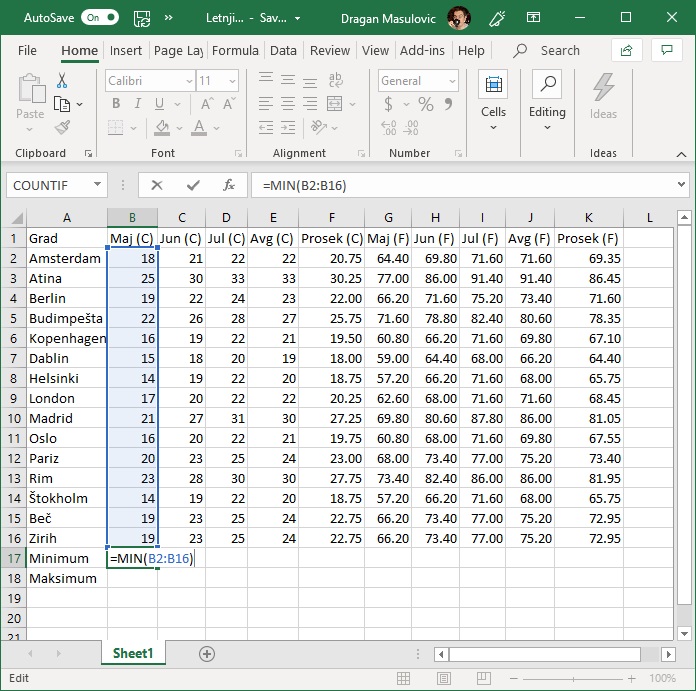 AutoSave On » Letnji... - Sav... Dragan Masulovic
File Home Insert Page Lay Formula Data Review View Add-ins Help Search
Calibri 11 ab General
Paste B I U A A $ % 9 Cells Editing Ideas
Clipboard Font Alignment Number Ideas
COUNTIF fx =MIN(B2:B16)
A B C D E F G H I J K L
1 Grad Maj (C) Jun (C) Jul (C) Avg (C) Prosek (C) Maj (F) Jun (F) Jul (F) Avg (F) Prosek (F)
2 Amsterdam 18 21 22 22 20.75 64.40 69.80 71.60 71.60 69.35
3 Atina 25 30 33 33 30.25 77.00 86.00 91.40 91.40 86.45
4 Berlin 19 22 24 23 22.00 66.20 71.60 75.20 73.40 71.60
5 Budimpešta 22 26 28 27 25.75 71.60 78.80 82.40 80.60 78.35
6 Kopenhagen 16 19 22 21 19.50 60.80 66.20 71.60 69.80 67.10
7 Dablin 15 18 20 19 18.00 59.00 64.40 68.00 66.20 64.40
8 Helsinki 14 19 22 20 18.75 57.20 66.20 71.60 68.00 65.75
9 London 17 20 22 22 20.25 62.60 68.00 71.60 71.60 68.45
10 Madrid 21 27 31 30 27.25 69.80 80.60 87.80 86.00 81.05
11 Oslo 16 20 22 21 19.75 60.80 68.00 71.60 69.80 67.55
12 Pariz 20 23 25 24 23.00 68.00 73.40 77.00 75.20 73.40
13 Rim 23 28 30 30 27.75 73.40 82.40 86.00 86.00 81.95
14 Štokholm 14 19 22 20 18.75 57.20 66.20 71.60 68.00 65.75
15 Beč 19 23 25 24 22.75 66.20 73.40 77.00 75.20 72.95
16 Zirih 19 23 25 24 22.75 66.20 73.40 77.00 75.20 72.95
17 Minimum =MIN(B2:B16)
18 Maksimum
19
20
21
Sheet1
Edit 100%